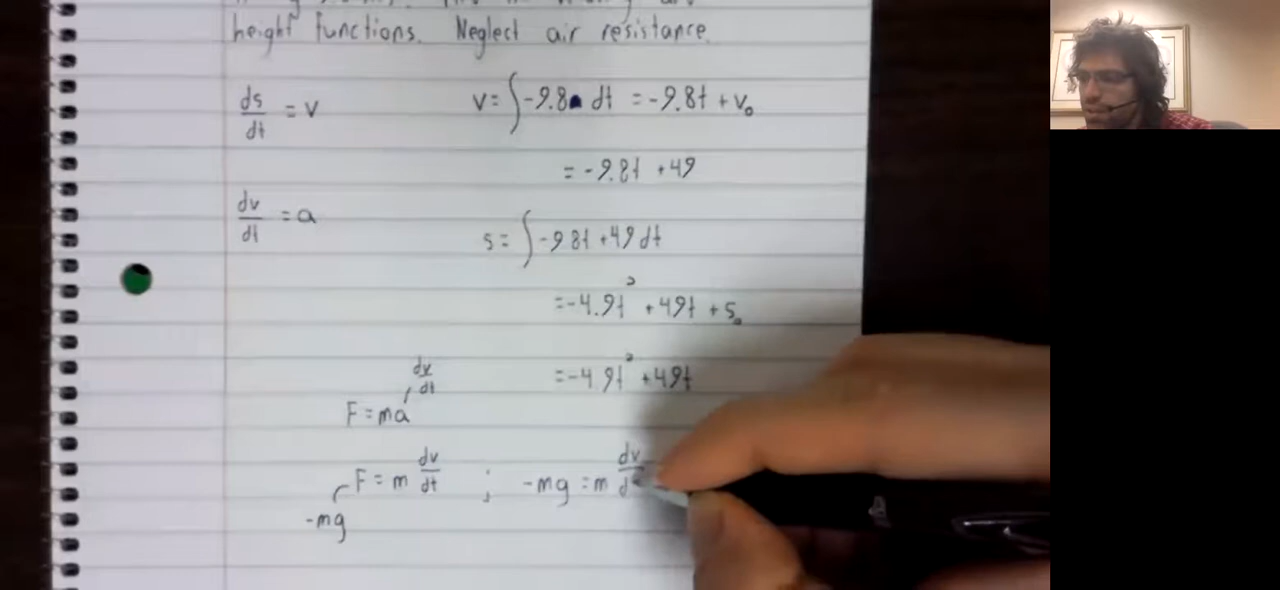 height functions. Neglect air resistance.
ds/dt = v
v = ∫ -9.8 dt = -9.8t + v₀
= -9.8t + 49
dv/dt = a
s = ∫ -9.8t + 49 dt
= -4.9t² + 49t + s₀
= -4.9t² + 49t
dv/dt
F = ma
F = m dv/dt ; -mg = m dv/d
-mg